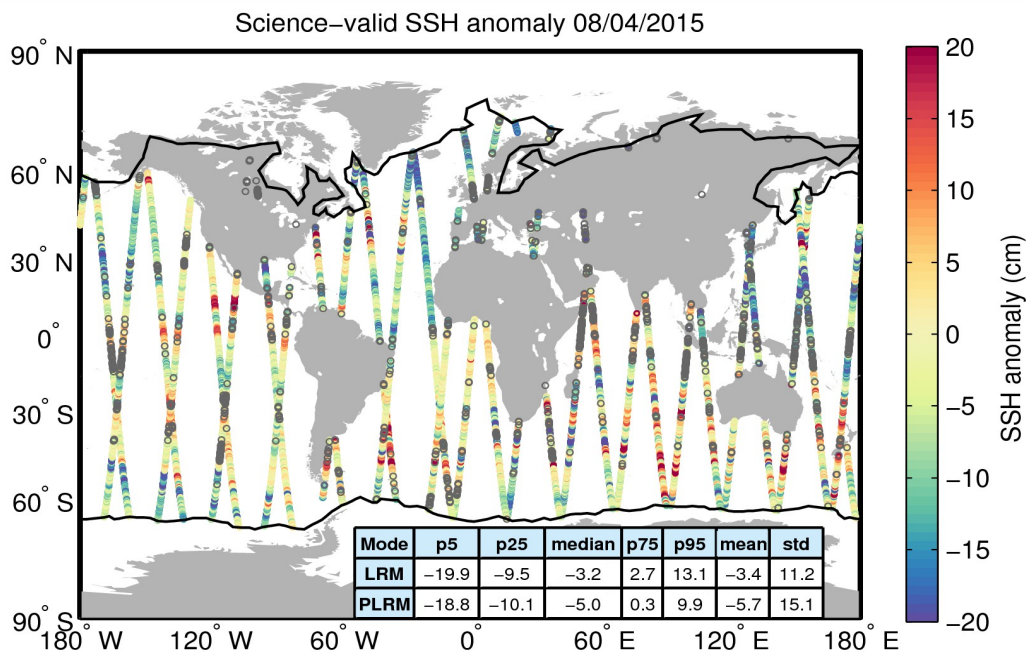 Science−valid SSH anomaly 08/04/2015
90° N
60° N
30° N
0°
30° S
60° S
90° S
180° W
120° W
60° W
0°
60° E
120° E
180° E
Mode p5 p25 median p75 p95 mean std
LRM −19.9 −9.5 −3.2 2.7 13.1 −3.4 11.2
PLRM −18.8 −10.1 −5.0 0.3 9.9 −5.7 15.1
20
15
10
5
0
−5
−10
−15
−20
SSH anomaly (cm)